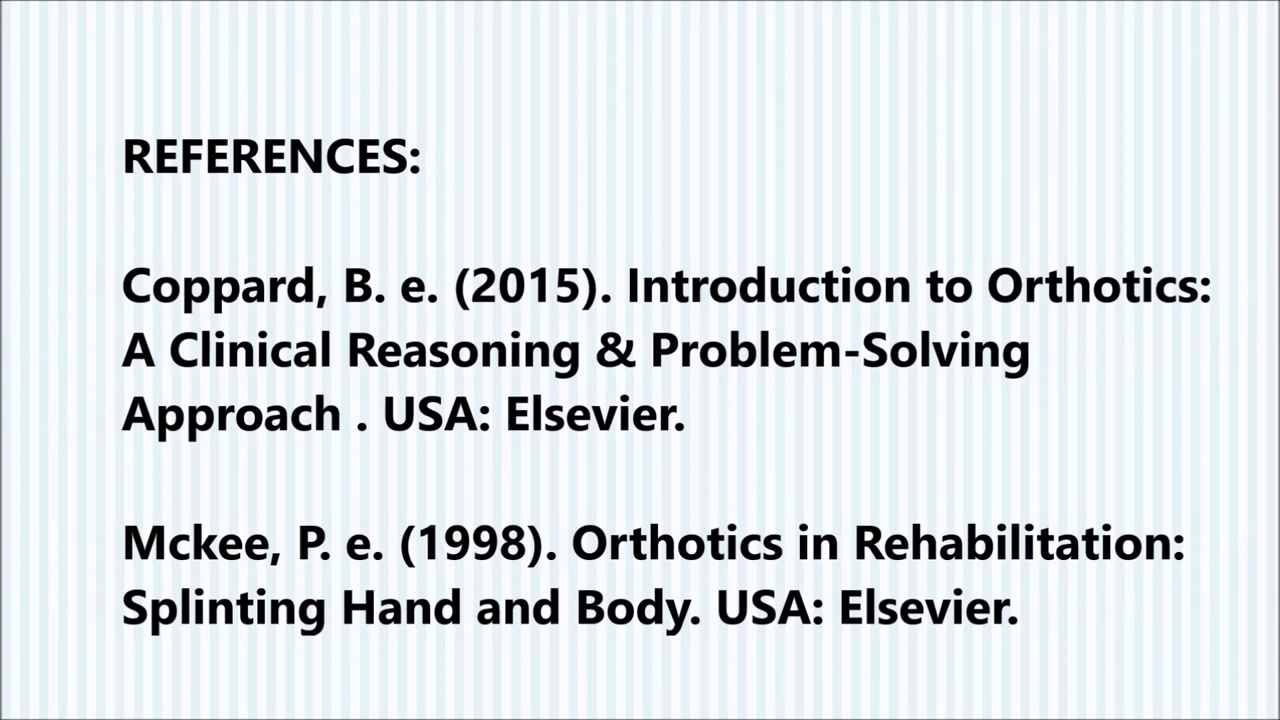 REFERENCES:
Coppard, B. e. (2015). Introduction to Orthotics:
A Clinical Reasoning & Problem-Solving
Approach . USA: Elsevier.
Mckee, P. e. (1998). Orthotics in Rehabilitation:
Splinting Hand and Body. USA: Elsevier.